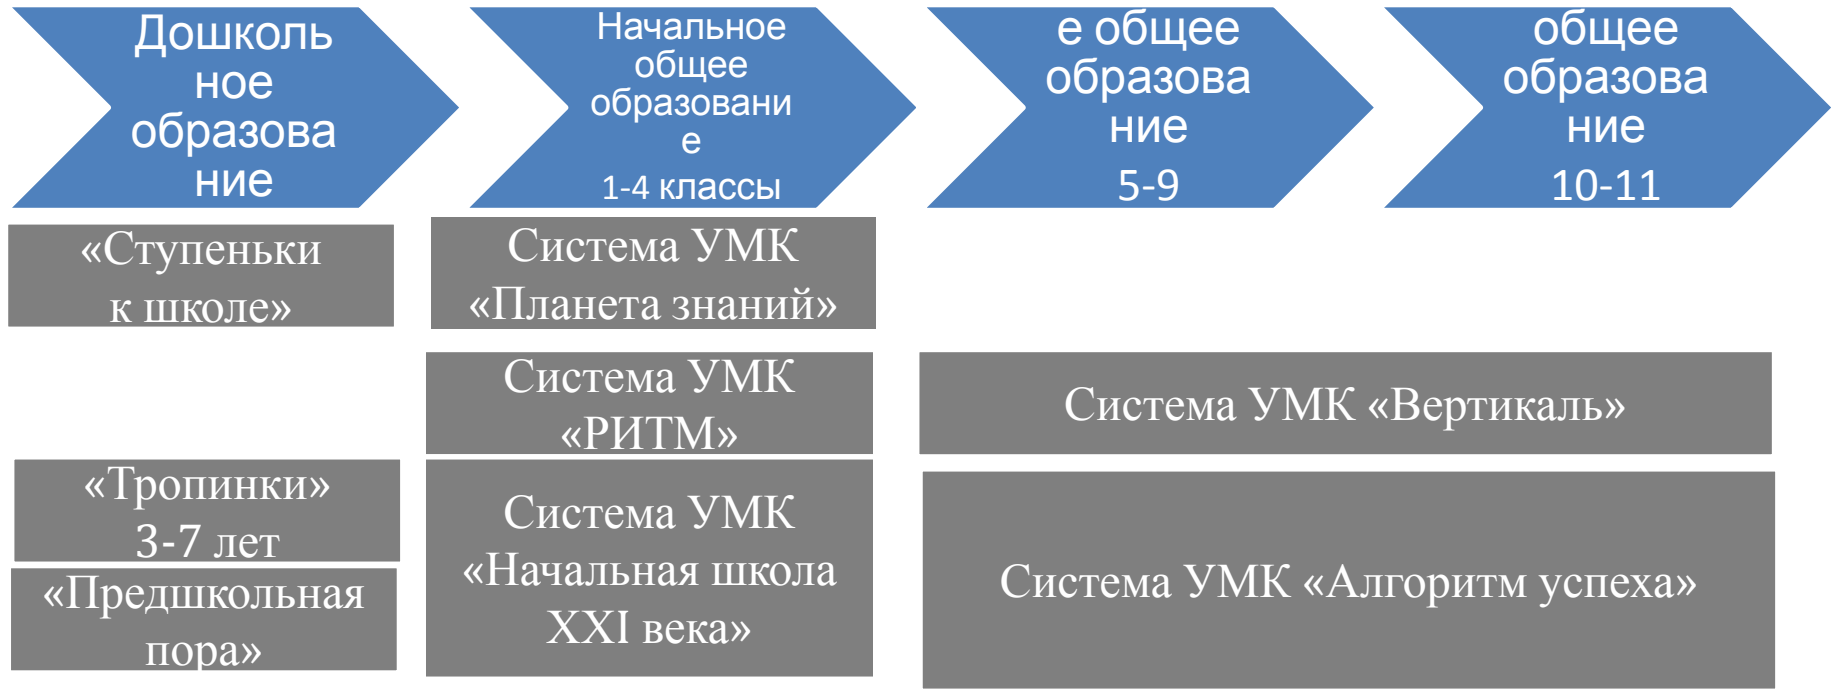 Дошколь
ное
образова
ние
Начальное
общее
образовани
е
1-4 классы
е общее
образова
ние
5-9
общее
образова
ние
10-11
«Ступеньки
к школе»
Система УМК
«Планета знаний»
Система УМК
«РИТМ»
Система УМК «Вертикаль»
«Тропинки»
3-7 лет
Система УМК
«Начальная школа
XXI века»
Система УМК «Алгоритм успеха»
«Предшкольная
пора»